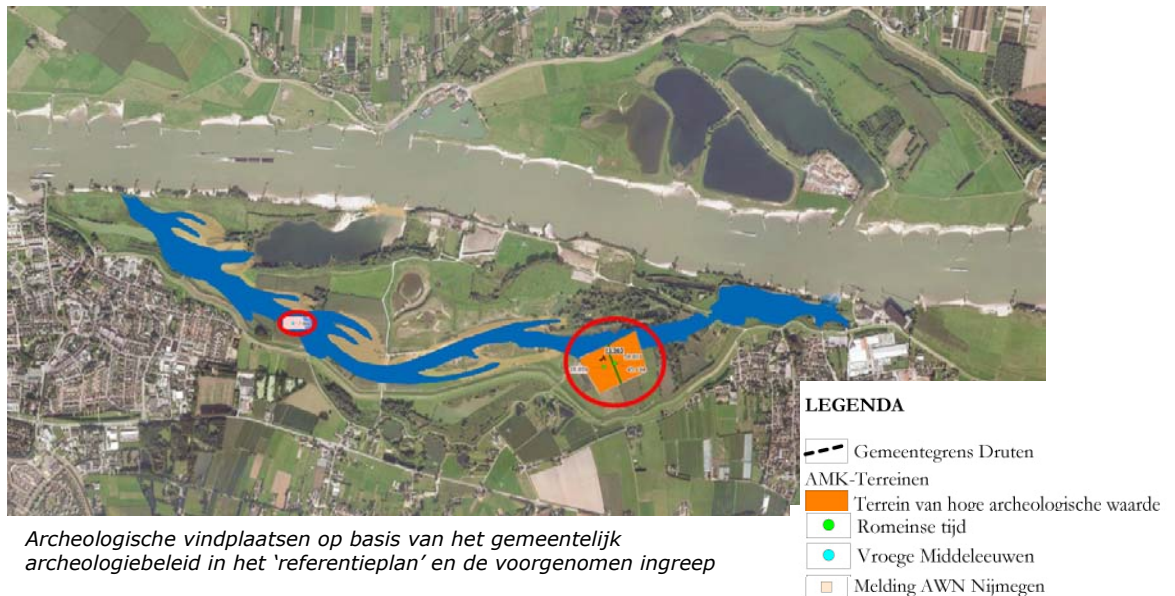 LEGENDA
Gemeentegrens Druten
AMK-Terreinen
Terrein van hoge archeologische waarde
Romeinse tijd
Vroege Middeleeuwen
Melding AWN Nijmegen
Archeologische vindplaatsen op basis van het gemeentelijk
archeologiebeleid in het ‘referentieplan’ en de voorgenomen ingreep